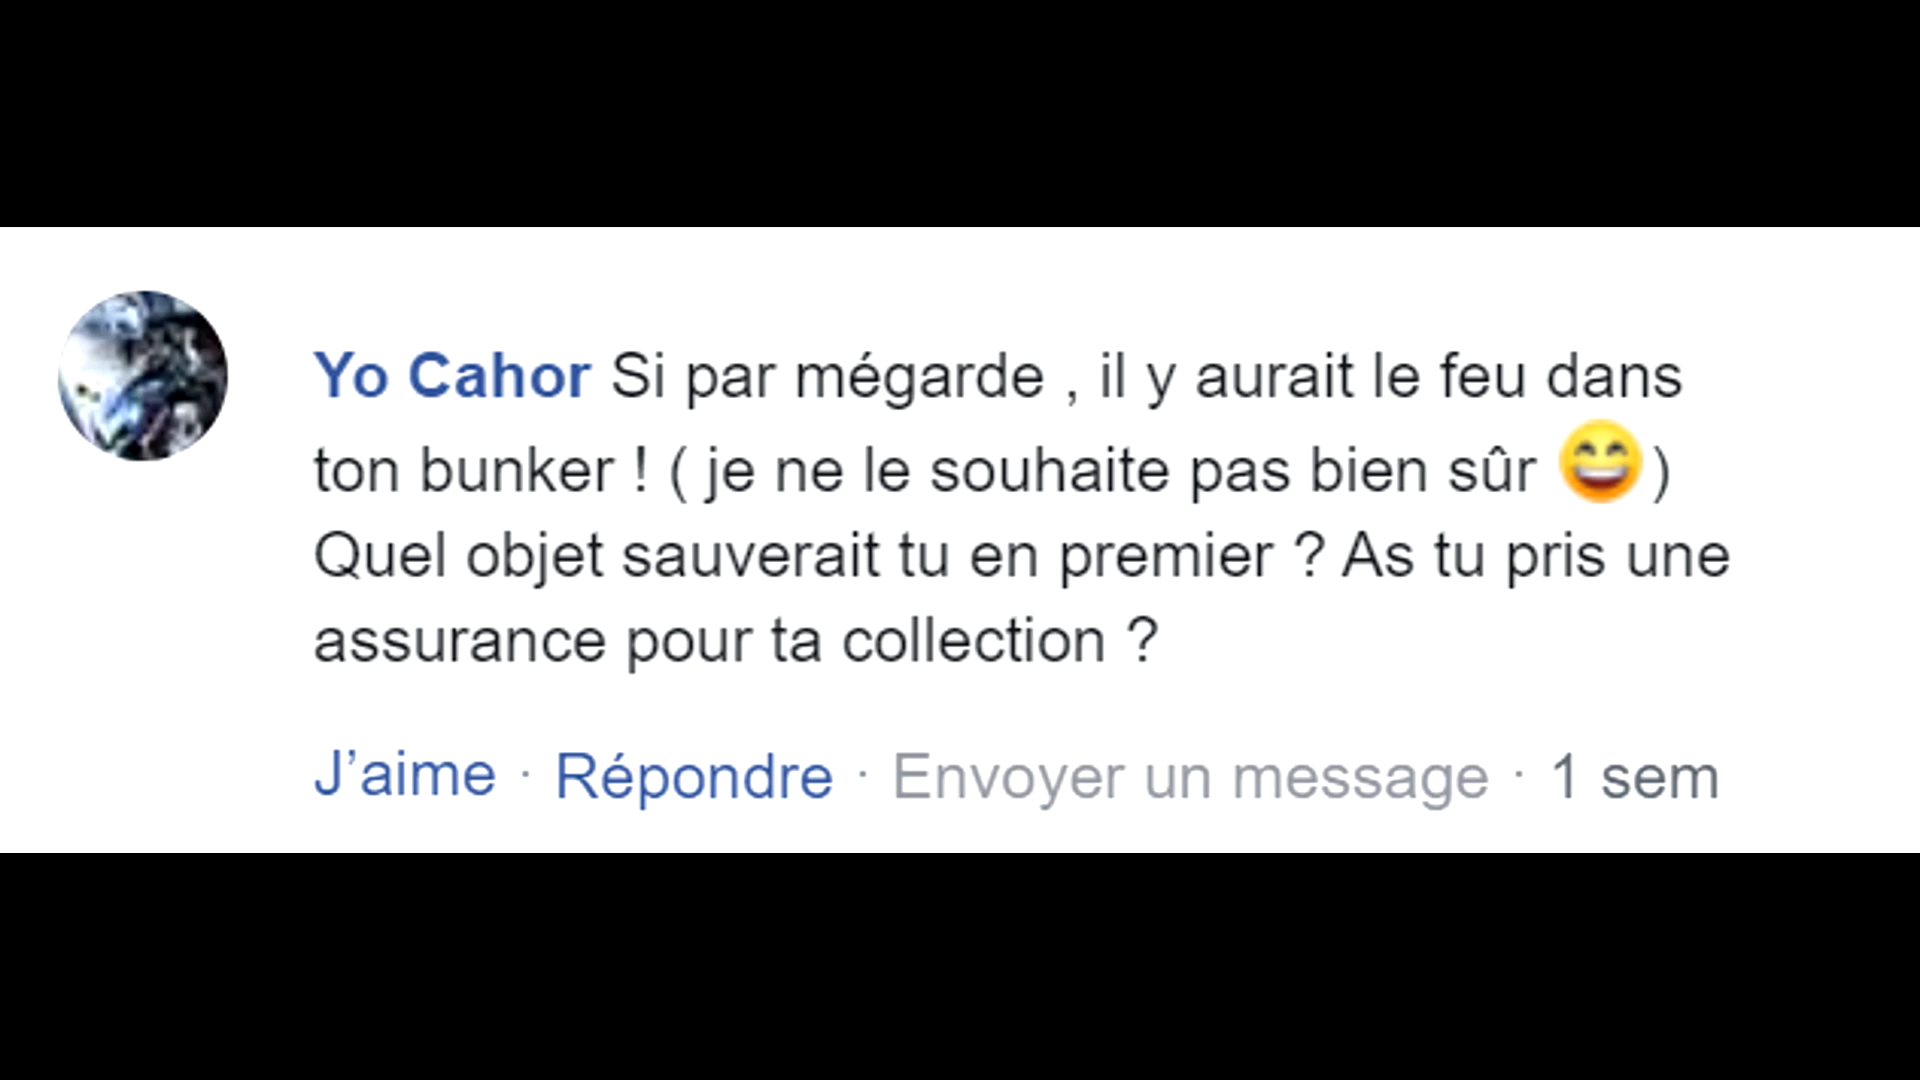 Yo Cahor Si par mégarde , il y aurait le feu dans
ton bunker ! ( je ne le souhaite pas bien sûr 😄 )
Quel objet sauverait tu en premier ? As tu pris une
assurance pour ta collection ?
J’aime · Répondre · Envoyer un message · 1 sem